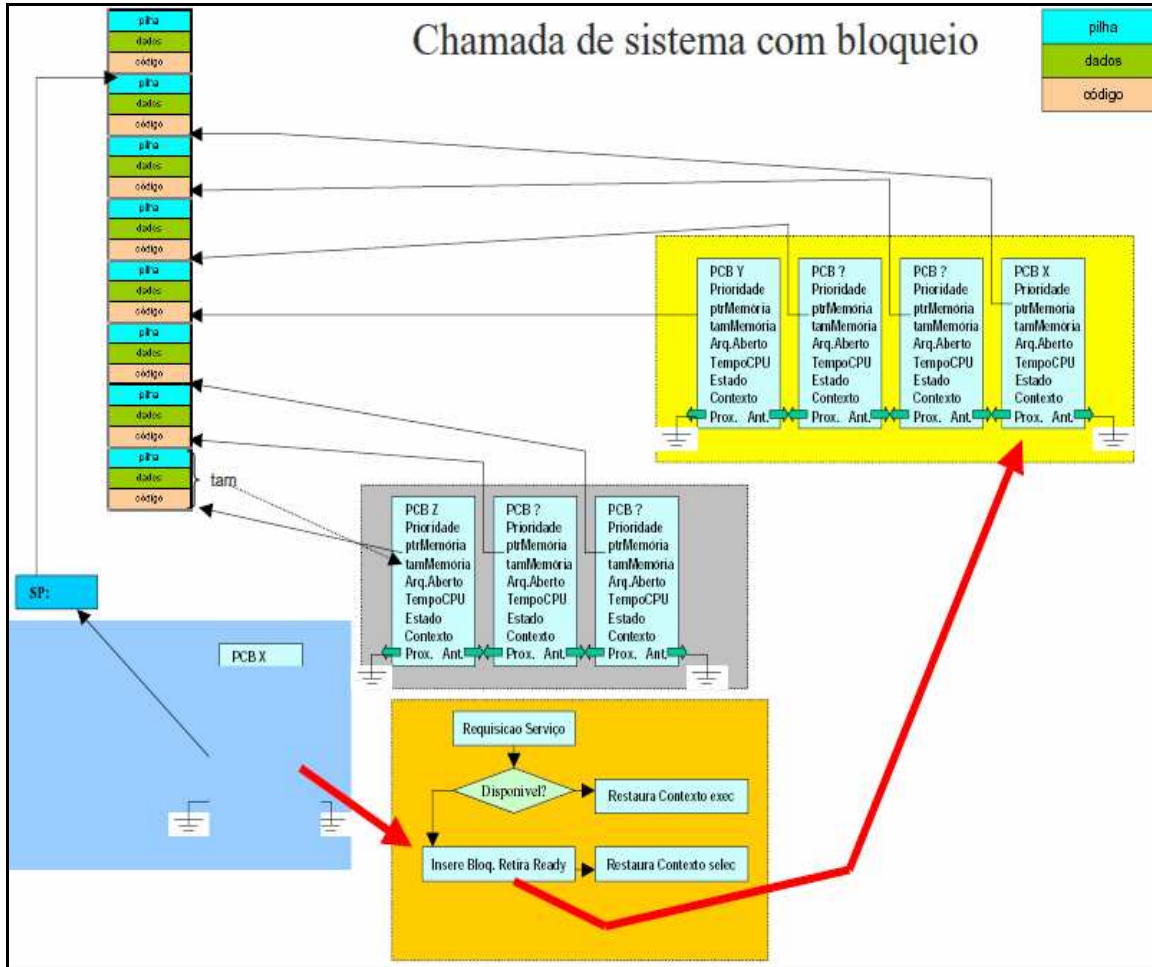 Chamada de sistema com bloqueio
pilha
dados
código
pilha
dados
código
pilha
dados
código
pilha
dados
código
pilha
dados
código
pilha
dados
código
pilha
dados
código
pilha
dados
código
pilha
dados
código
tam
PCB Y
Prioridade
ptrMemória
tamMemória
Arq.Aberto
TempoCPU
Estado
Contexto
Prox. Ant.
PCB ?
Prioridade
ptrMemória
tamMemória
Arq.Aberto
TempoCPU
Estado
Contexto
Prox. Ant.
PCB ?
Prioridade
ptrMemória
tamMemória
Arq.Aberto
TempoCPU
Estado
Contexto
Prox. Ant.
PCB X
Prioridade
ptrMemória
tamMemória
Arq.Aberto
TempoCPU
Estado
Contexto
Prox. Ant.
PCB Z
Prioridade
ptrMemória
tamMemória
Arq.Aberto
TempoCPU
Estado
Contexto
Prox. Ant.
PCB ?
Prioridade
ptrMemória
tamMemória
Arq.Aberto
TempoCPU
Estado
Contexto
Prox. Ant.
PCB ?
Prioridade
ptrMemória
tamMemória
Arq.Aberto
TempoCPU
Estado
Contexto
Prox. Ant.
SP:
PCB X
Requisicao Serviço
Disponivel?
Restaura Contexto exec
Insere Bloq. Retira Ready
Restaura Contexto selec